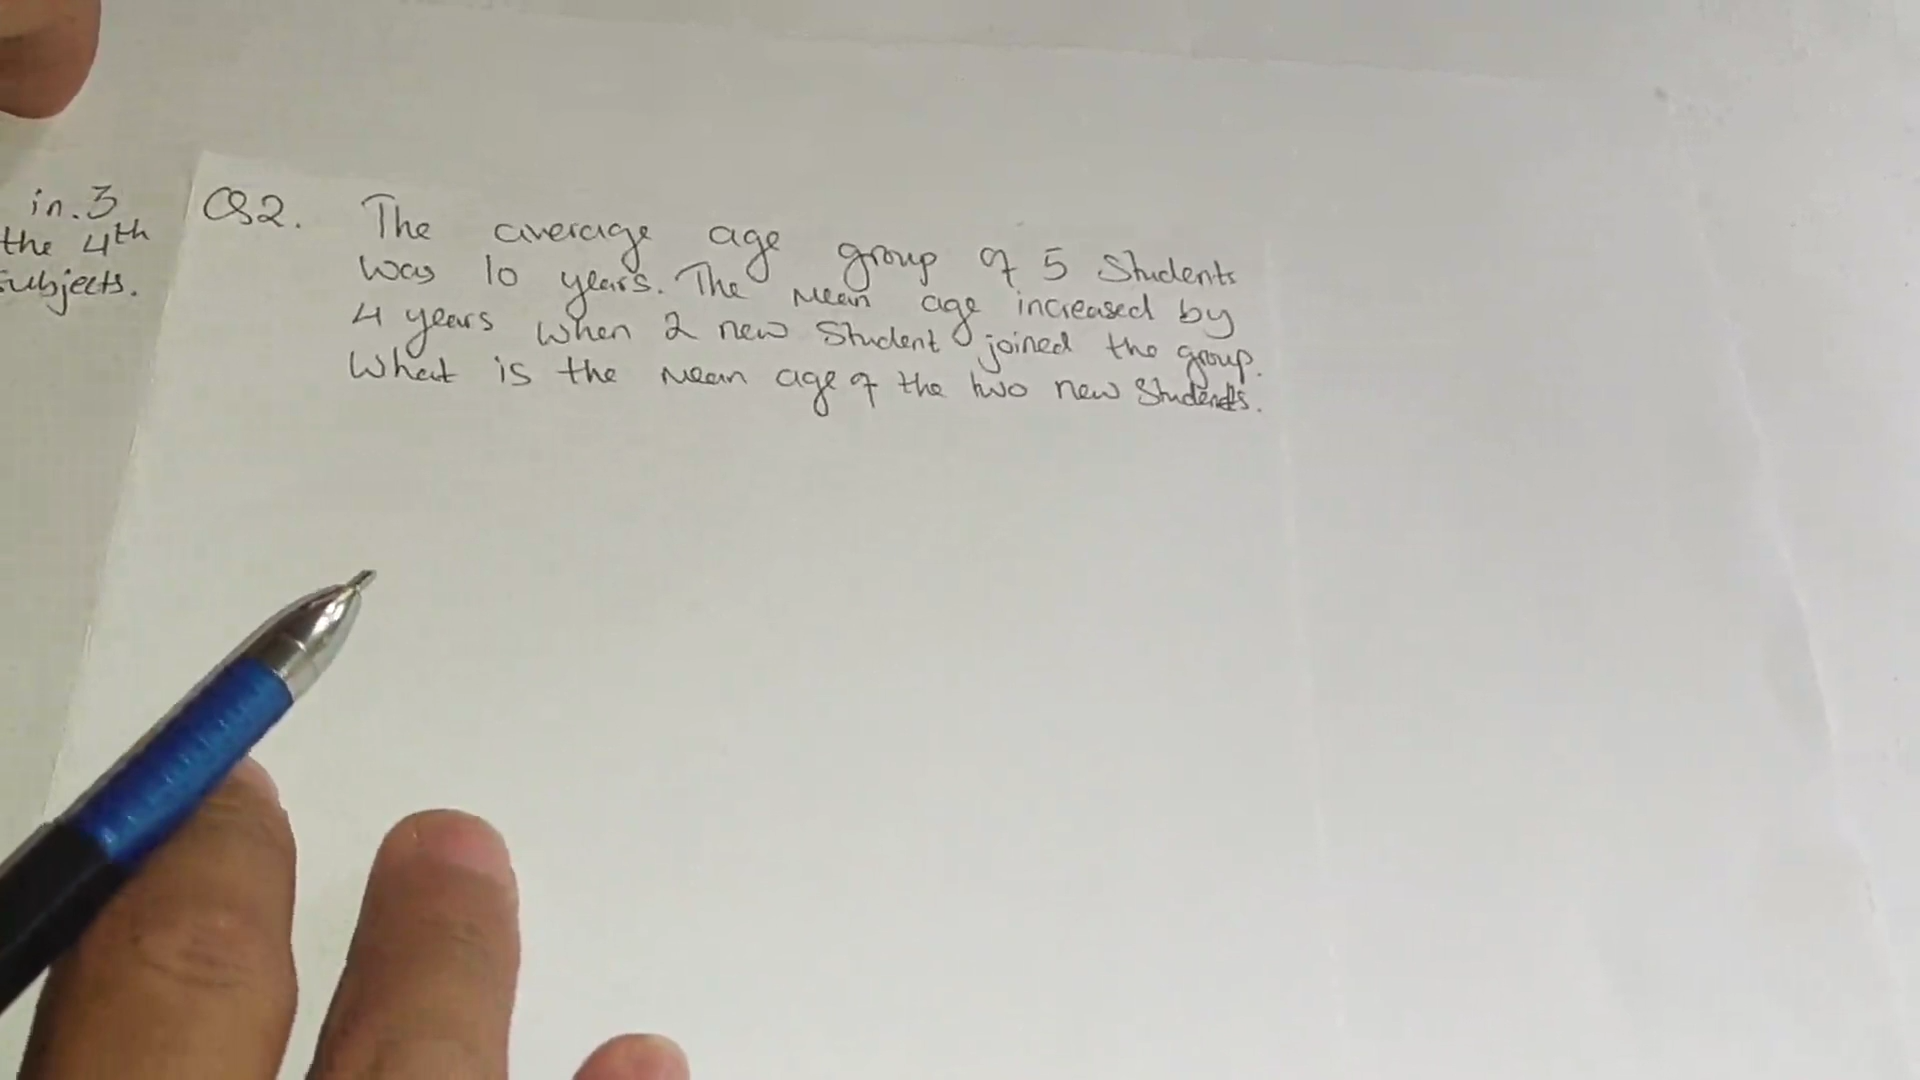 in.3
the 4th
subjects.
Q2. The average age group of 5 Students
was 10 years. The mean age increased by
4 years when 2 new Student joined the group.
What is the mean age of the two new Students.